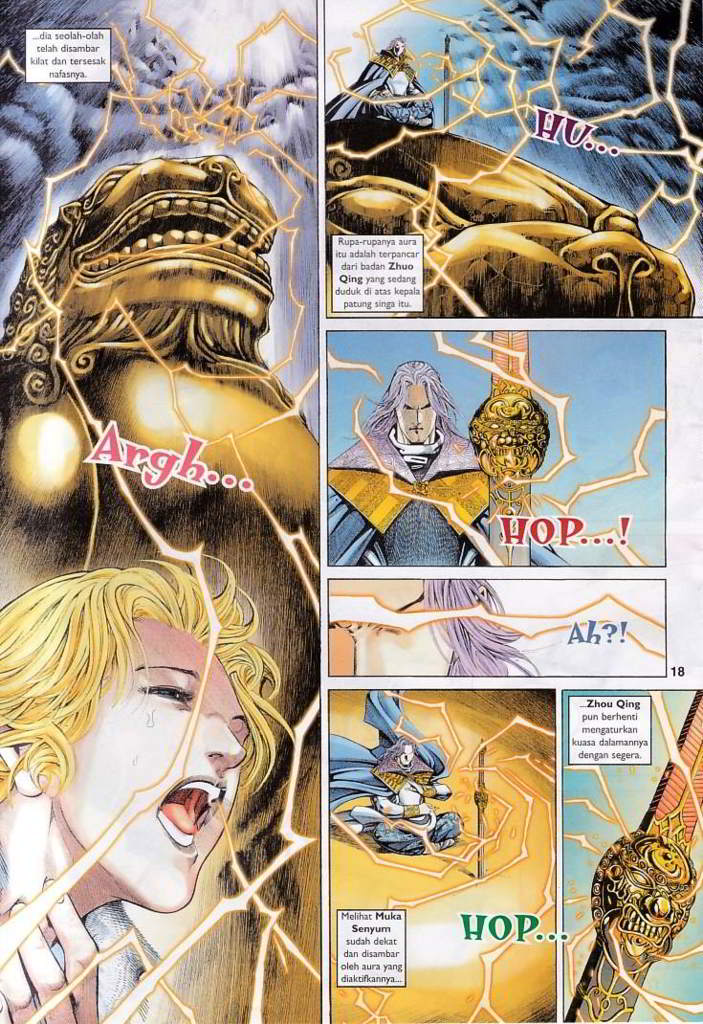 ...dia seolah-olah
telah disambar
kilat dan tersesak
nafasnya.
Argh...
HU...
Rupa-rupanya aura
itu adalah terpancar
dari badan Zhuo
Qing yang sedang
duduk di atas kepala
patung singa itu.
HOP...!
Ah?!
18
Melihat Muka
Senyum
sudah dekat
dan disambar
oleh aura yang
diaktifkannya...
HOP...
...Zhou Qing
pun berhenti
mengaturkan
kuasa dalamannya
dengan segera.